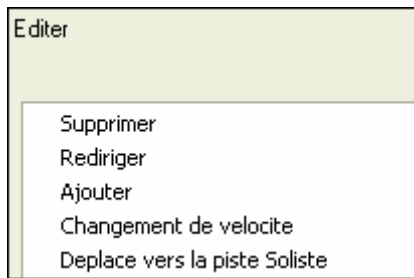 Editer
Supprimer
Rediriger
Ajouter
Changement de velocite
Deplace vers la piste Soliste